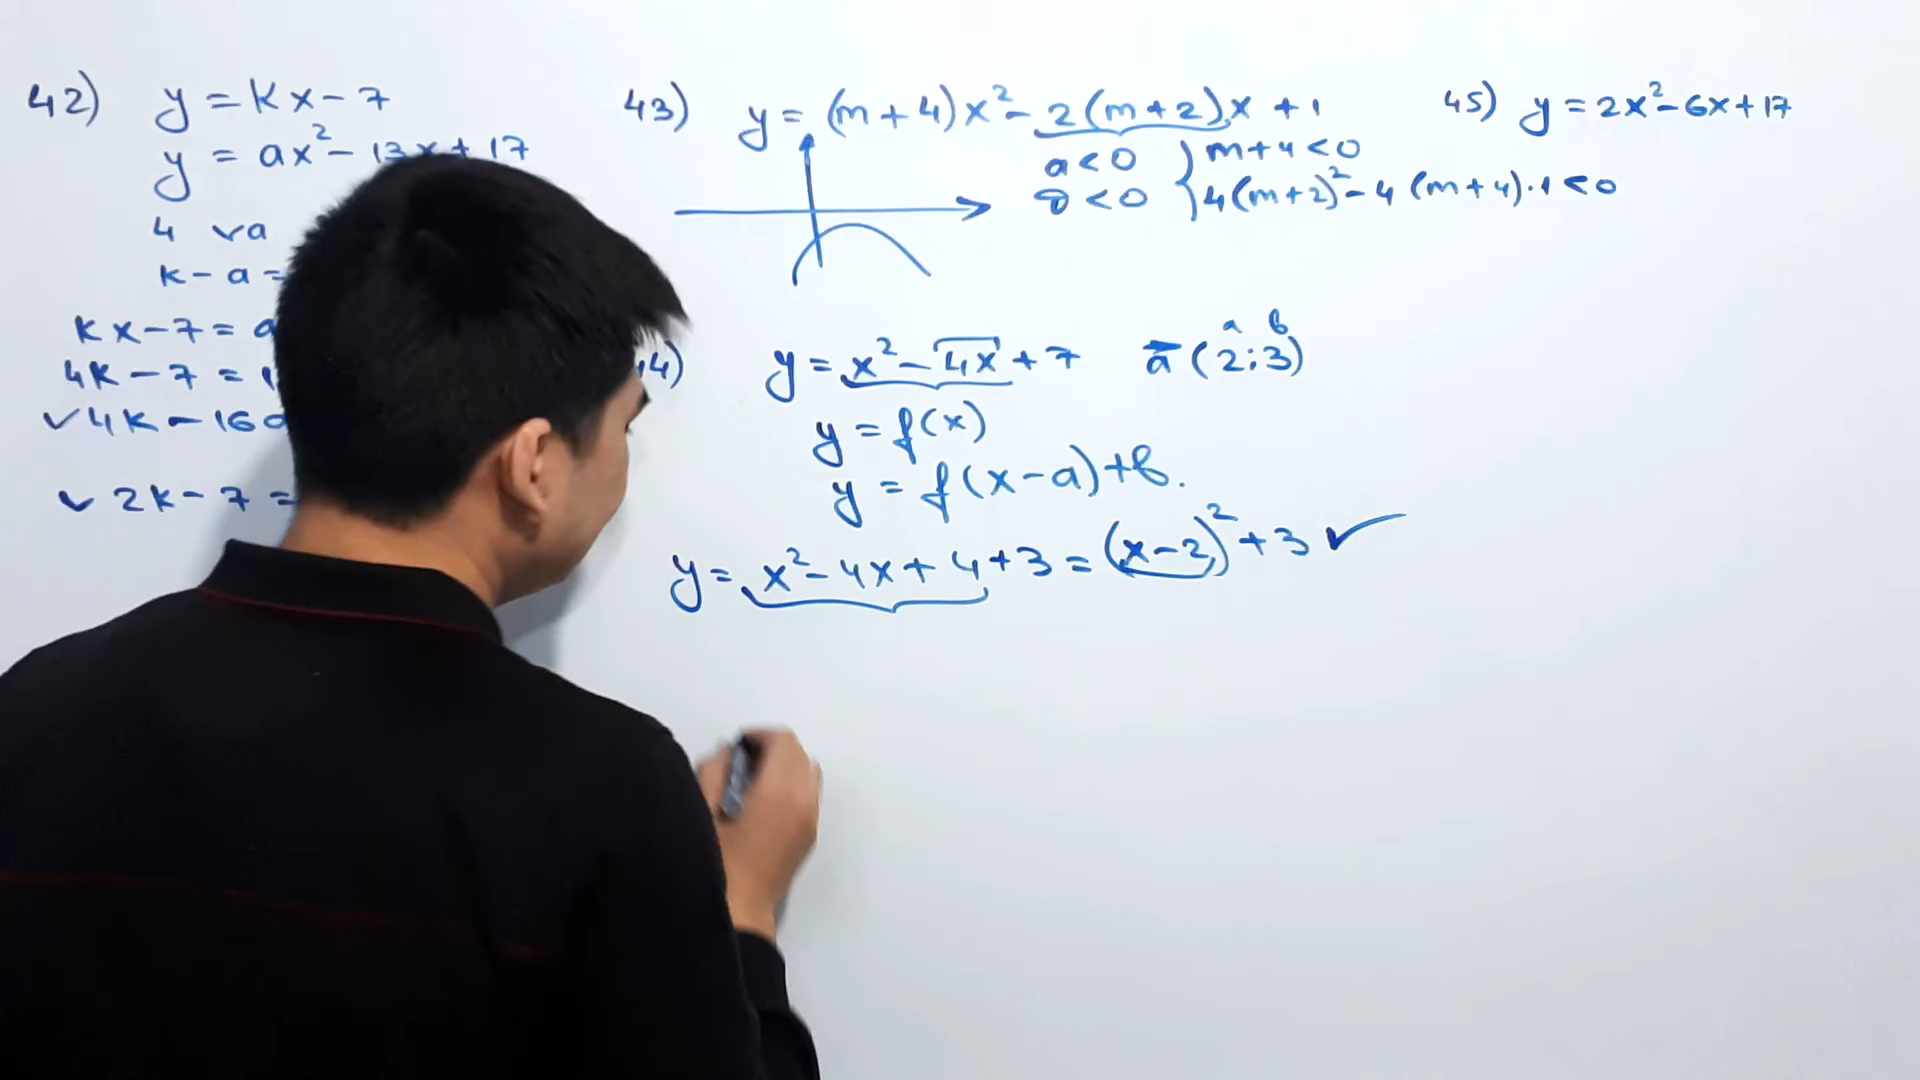 42) y = kx - 7
y = ax² - 13x + 17
4 va
k - a =
kx - 7 = a
4k - 7 = 1
✓ 4k - 16a
✓ 2k - 7 =
43) y = (m + 4)x² - 2(m + 2)x + 1
a < 0 } m + 4 < 0
D < 0 { 4(m + 2)² - 4(m + 4)·1 < 0
44) y = x² - 4x + 7 a⃗ (2;3)
a b
y = f(x)
y = f(x - a) + b.
y = x² - 4x + 4 + 3 = (x - 2)² + 3 ✓
45) y = 2x² - 6x + 17